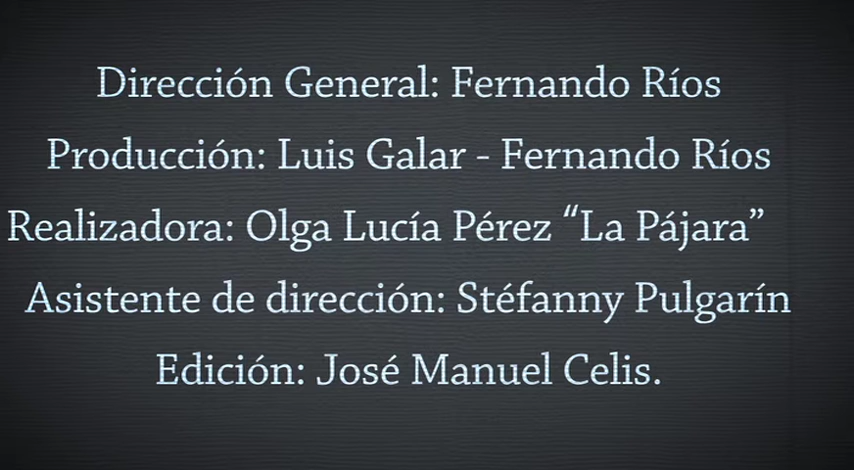 Dirección General: Fernando Ríos
Producción: Luis Galar - Fernando Ríos
Realizadora: Olga Lucía Pérez “La Pájara”
Asistente de dirección: Stéfanny Pulgarín
Edición: José Manuel Celis.